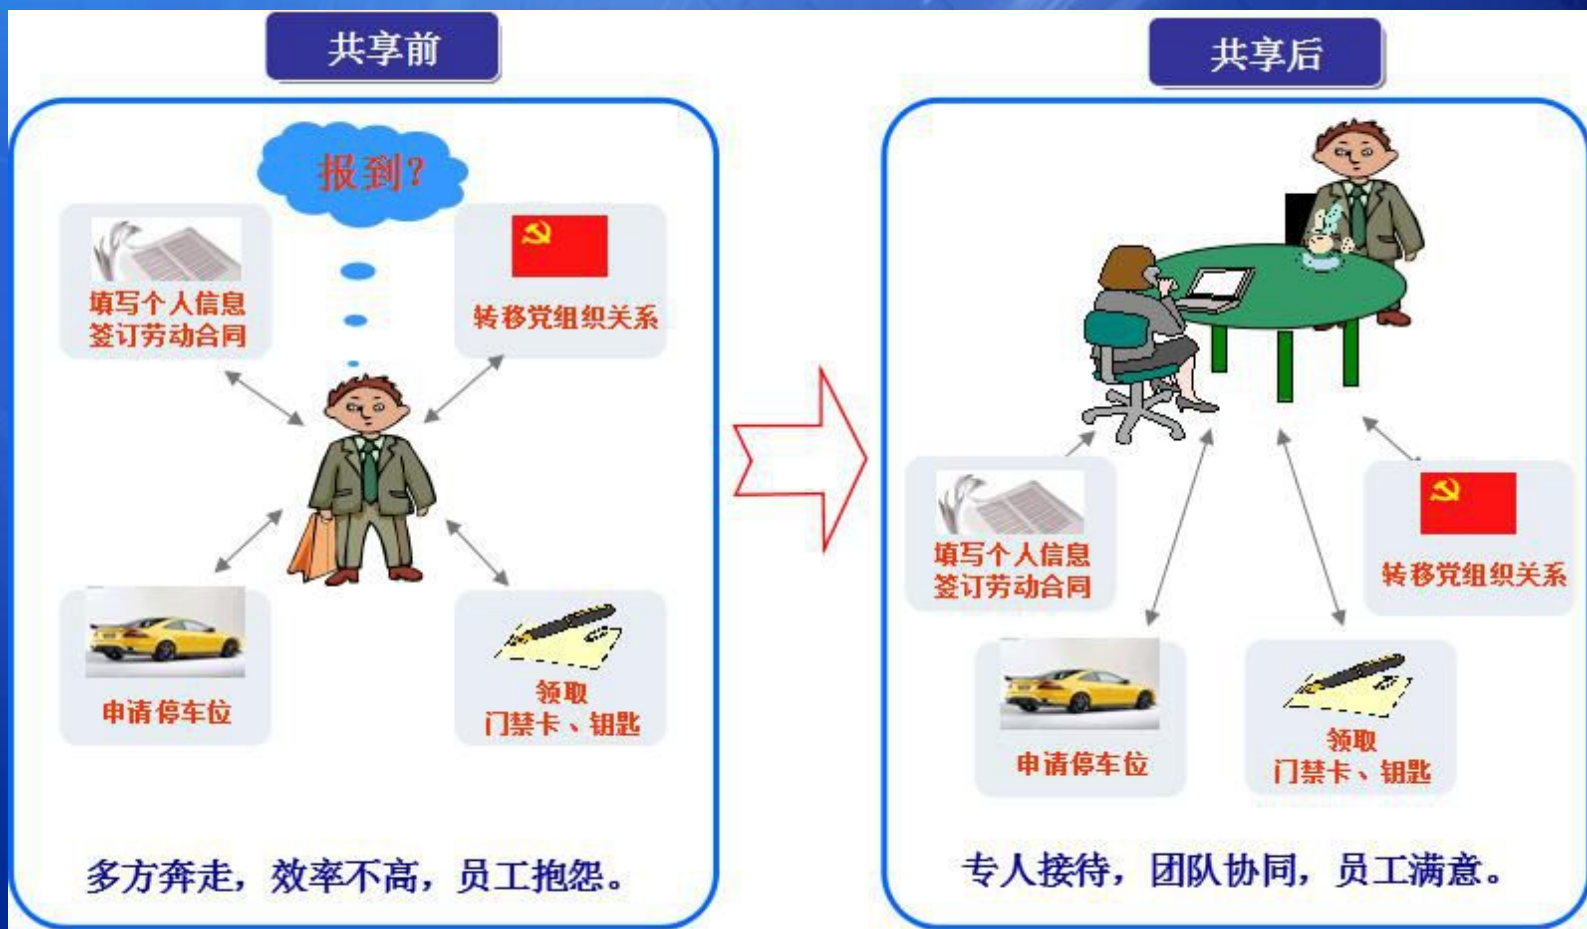 共享前
报到?
填写个人信息
签订劳动合同
转移党组织关系
申请停车位
领取
门禁卡、钥匙
多方奔走，效率不高，员工抱怨。
共享后
填写个人信息
签订劳动合同
转移党组织关系
申请停车位
领取
门禁卡、钥匙
专人接待，团队协同，员工满意。